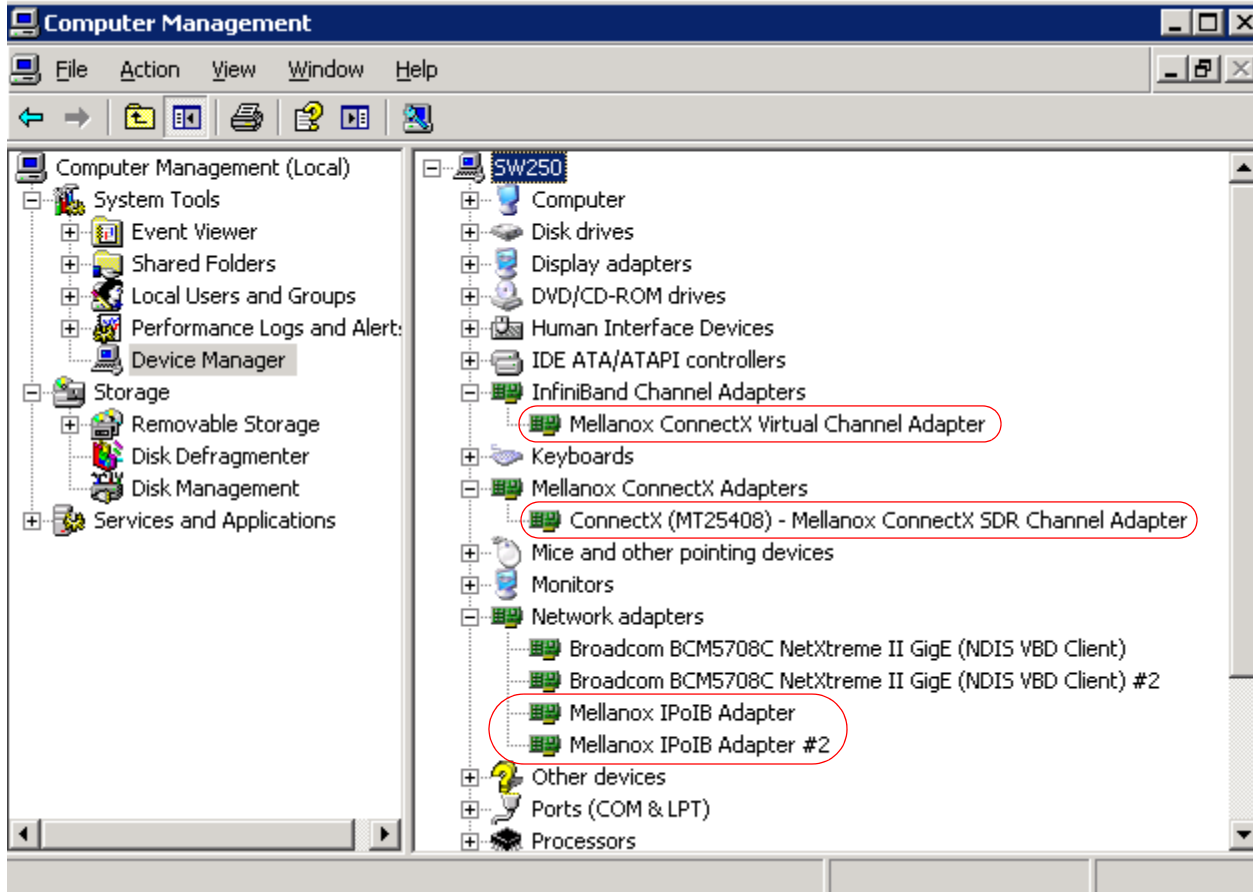 Computer Management
File Action View Window Help
Computer Management (Local)
System Tools
Event Viewer
Shared Folders
Local Users and Groups
Performance Logs and Alert
Device Manager
Storage
Removable Storage
Disk Defragmenter
Disk Management
Services and Applications
SW250
Computer
Disk drives
Display adapters
DVD/CD-ROM drives
Human Interface Devices
IDE ATA/ATAPI controllers
InfiniBand Channel Adapters
Mellanox ConnectX Virtual Channel Adapter
Keyboards
Mellanox ConnectX Adapters
ConnectX (MT25408) - Mellanox ConnectX SDR Channel Adapter
Mice and other pointing devices
Monitors
Network adapters
Broadcom BCM5708C NetXtreme II GigE (NDIS VBD Client)
Broadcom BCM5708C NetXtreme II GigE (NDIS VBD Client) #2
Mellanox IPoIB Adapter
Mellanox IPoIB Adapter #2
Other devices
Ports (COM & LPT)
Processors